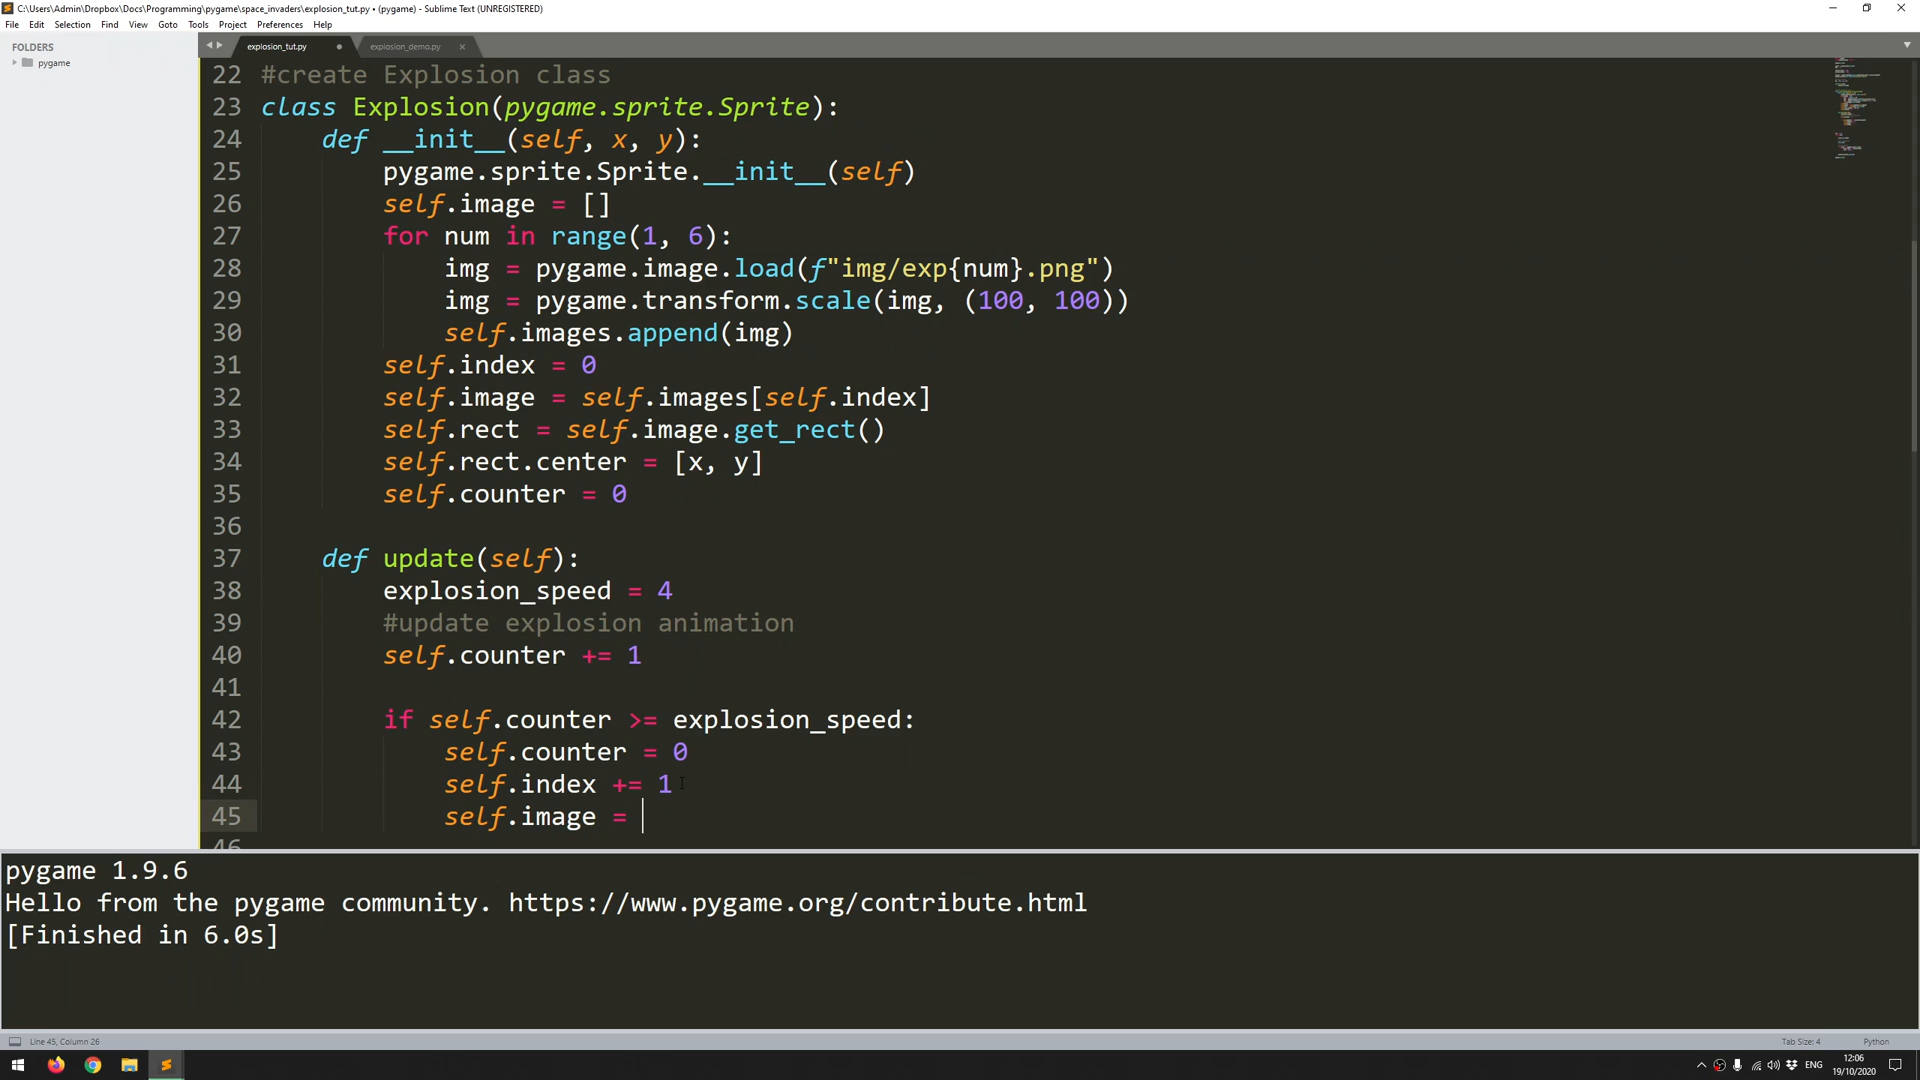 C:\Users\Admin\Dropbox\Docs\Programming\pygame\space_invaders\explosion_tut.py • (pygame) - Sublime Text (UNREGISTERED)
File Edit Selection Find View Goto Tools Project Preferences Help
FOLDERS
pygame
explosion_tut.py
explosion_demo.py
22 #create Explosion class
23 class Explosion(pygame.sprite.Sprite):
24 def __init__(self, x, y):
25 pygame.sprite.Sprite.__init__(self)
26 self.image = []
27 for num in range(1, 6):
28 img = pygame.image.load(f"img/exp{num}.png")
29 img = pygame.transform.scale(img, (100, 100))
30 self.images.append(img)
31 self.index = 0
32 self.image = self.images[self.index]
33 self.rect = self.image.get_rect()
34 self.rect.center = [x, y]
35 self.counter = 0
36
37 def update(self):
38 explosion_speed = 4
39 #update explosion animation
40 self.counter += 1
41
42 if self.counter >= explosion_speed:
43 self.counter = 0
44 self.index += 1
45 self.image =
46
pygame 1.9.6
Hello from the pygame community. https://www.pygame.org/contribute.html
[Finished in 6.0s]
Line 45, Column 26
Tab Size: 4
Python
ENG
12:06
19/10/2020